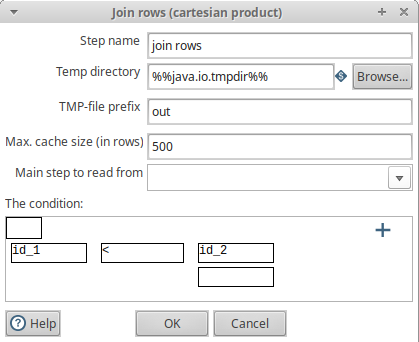 Join rows (cartesian product)
Step name join rows
Temp directory %%java.io.tmpdir%% Browse...
TMP-file prefix out
Max. cache size (in rows) 500
Main step to read from
The condition:
id_1 < id_2
Help OK Cancel